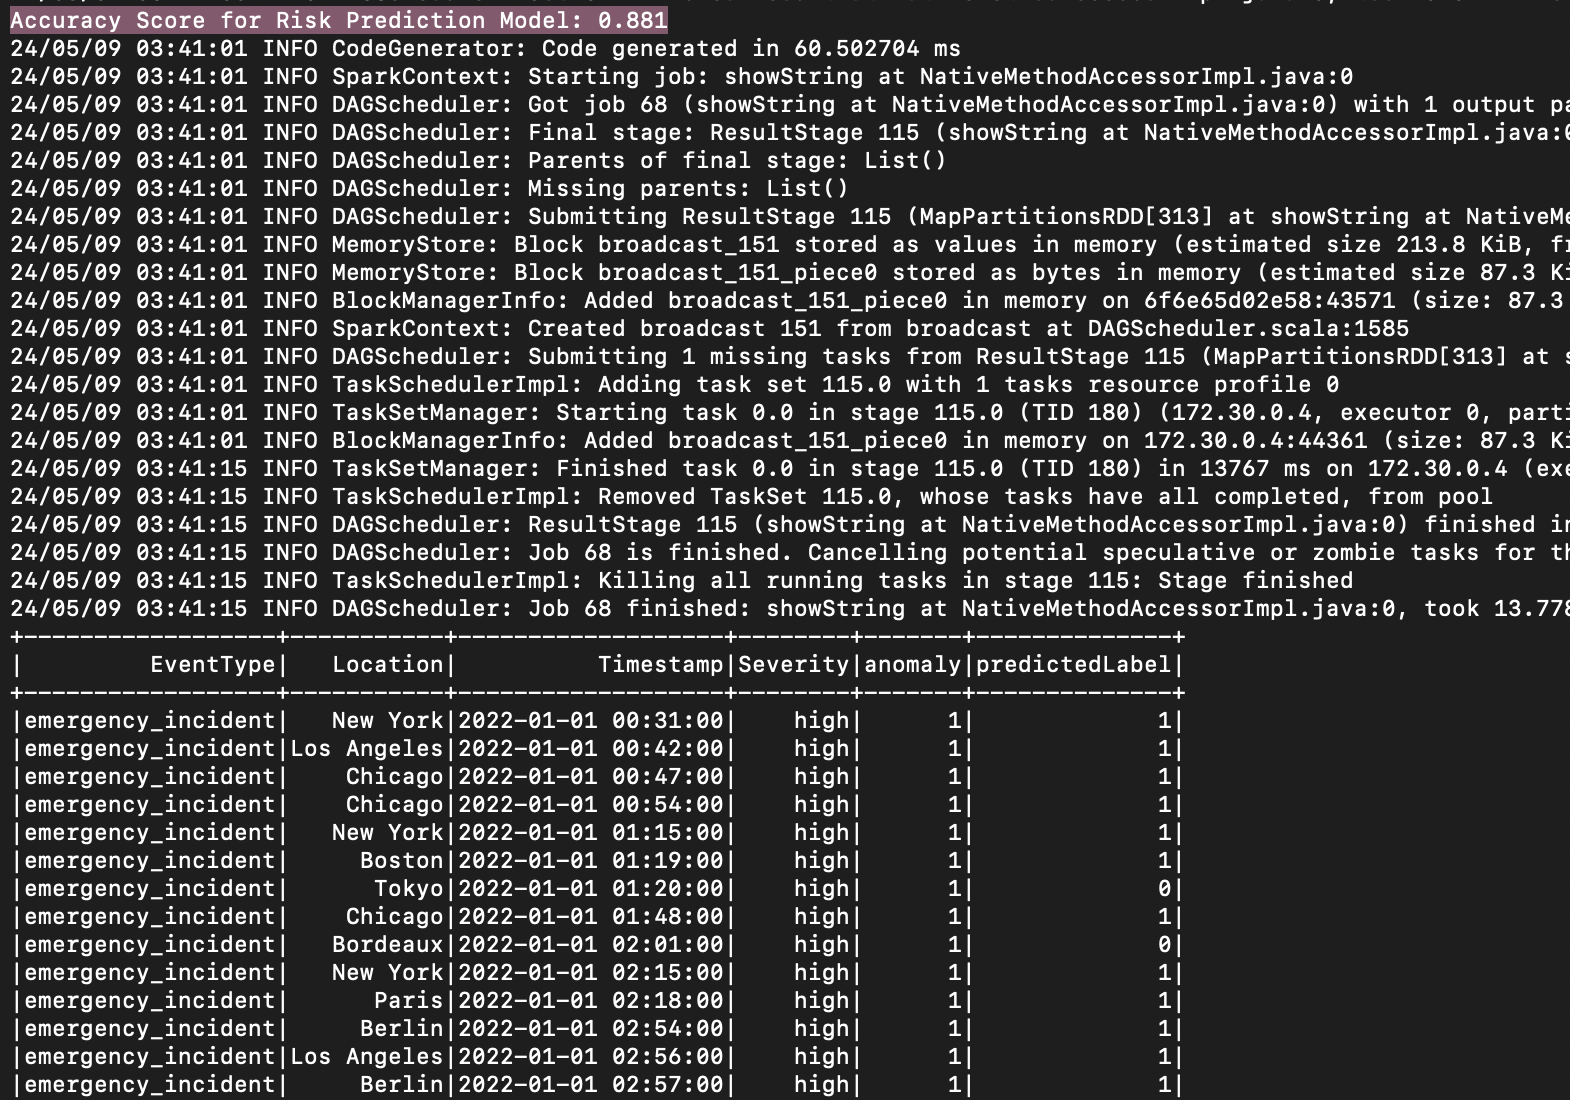 Accuracy Score for Risk Prediction Model: 0.881
24/05/09 03:41:01 INFO CodeGenerator: Code generated in 60.502704 ms
24/05/09 03:41:01 INFO SparkContext: Starting job: showString at NativeMethodAccessorImpl.java:0
24/05/09 03:41:01 INFO DAGScheduler: Got job 68 (showString at NativeMethodAccessorImpl.java:0) with 1 output
24/05/09 03:41:01 INFO DAGScheduler: Final stage: ResultStage 115 (showString at NativeMethodAccessorImpl.java:0
24/05/09 03:41:01 INFO DAGScheduler: Parents of final stage: List()
24/05/09 03:41:01 INFO DAGScheduler: Missing parents: List()
24/05/09 03:41:01 INFO DAGScheduler: Submitting ResultStage 115 (MapPartitionsRDD[313] at showString at NativeMe
24/05/09 03:41:01 INFO MemoryStore: Block broadcast_151 stored as values in memory (estimated size 213.8 KiB,
24/05/09 03:41:01 INFO MemoryStore: Block broadcast_151_piece0 stored as bytes in memory (estimated size 87.3
24/05/09 03:41:01 INFO BlockManagerInfo: Added broadcast_151_piece0 in memory on 6f6e65d02e58:43571 (size: 87.3
24/05/09 03:41:01 INFO SparkContext: Created broadcast 151 from broadcast at DAGScheduler.scala:1585
24/05/09 03:41:01 INFO DAGScheduler: Submitting 1 missing tasks from ResultStage 115 (MapPartitionsRDD[313] at
24/05/09 03:41:01 INFO TaskSchedulerImpl: Adding task set 115.0 with 1 tasks resource profile 0
24/05/09 03:41:01 INFO TaskSetManager: Starting task 0.0 in stage 115.0 (TID 180) (172.30.0.4, executor 0, parti
24/05/09 03:41:01 INFO BlockManagerInfo: Added broadcast_151_piece0 in memory on 172.30.0.4:44361 (size: 87.3
24/05/09 03:41:15 INFO TaskSetManager: Finished task 0.0 in stage 115.0 (TID 180) in 13767 ms on 172.30.0.4 (exe
24/05/09 03:41:15 INFO TaskSchedulerImpl: Removed TaskSet 115.0, whose tasks have all completed, from pool
24/05/09 03:41:15 INFO DAGScheduler: ResultStage 115 (showString at NativeMethodAccessorImpl.java:0) finished in
24/05/09 03:41:15 INFO DAGScheduler: Job 68 is finished. Cancelling potential speculative or zombie tasks for th
24/05/09 03:41:15 INFO TaskSchedulerImpl: Killing all running tasks in stage 115: Stage finished
24/05/09 03:41:15 INFO DAGScheduler: Job 68 finished: showString at NativeMethodAccessorImpl.java:0, took 13.778
+------------------+-----------+-------------------+--------+-------+--------------+
|         EventType|   Location|          Timestamp|Severity|anomaly|predictedLabel|
+------------------+-----------+-------------------+--------+-------+--------------+
|emergency_incident|   New York|2022-01-01 00:31:00|    high|      1|             1|
|emergency_incident|Los Angeles|2022-01-01 00:42:00|    high|      1|             1|
|emergency_incident|    Chicago|2022-01-01 00:47:00|    high|      1|             1|
|emergency_incident|    Chicago|2022-01-01 00:54:00|    high|      1|             1|
|emergency_incident|   New York|2022-01-01 01:15:00|    high|      1|             1|
|emergency_incident|     Boston|2022-01-01 01:19:00|    high|      1|             1|
|emergency_incident|      Tokyo|2022-01-01 01:20:00|    high|      1|             0|
|emergency_incident|    Chicago|2022-01-01 01:48:00|    high|      1|             1|
|emergency_incident|   Bordeaux|2022-01-01 02:01:00|    high|      1|             0|
|emergency_incident|   New York|2022-01-01 02:15:00|    high|      1|             1|
|emergency_incident|      Paris|2022-01-01 02:18:00|    high|      1|             1|
|emergency_incident|     Berlin|2022-01-01 02:54:00|    high|      1|             1|
|emergency_incident|Los Angeles|2022-01-01 02:56:00|    high|      1|             1|
|emergency_incident|     Berlin|2022-01-01 02:57:00|    high|      1|             1|